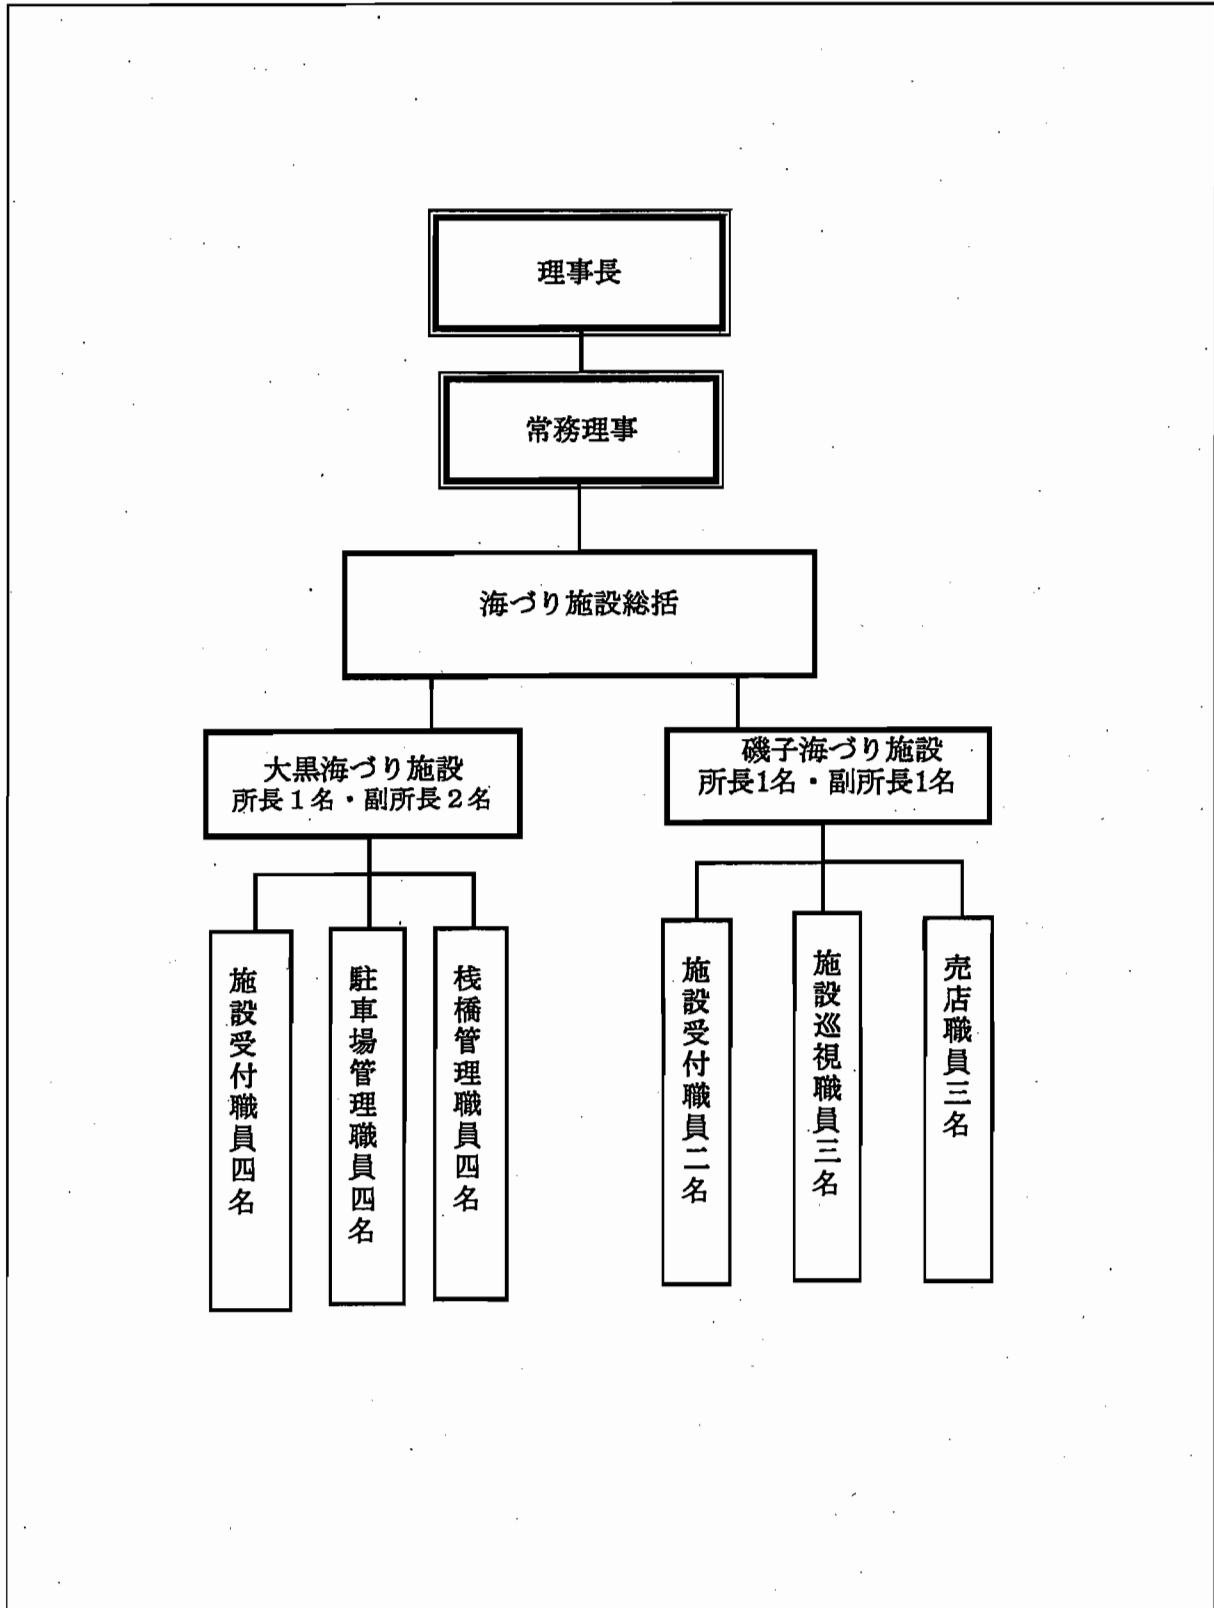 理事長
常務理事
海づり施設総括
大黒海づり施設
所長１名・副所長２名
磯子海づり施設
所長1名・副所長1名
施設受付職員四名
駐車場管理職員四名
桟橋管理職員四名
施設受付職員二名
施設巡視職員三名
売店職員三名